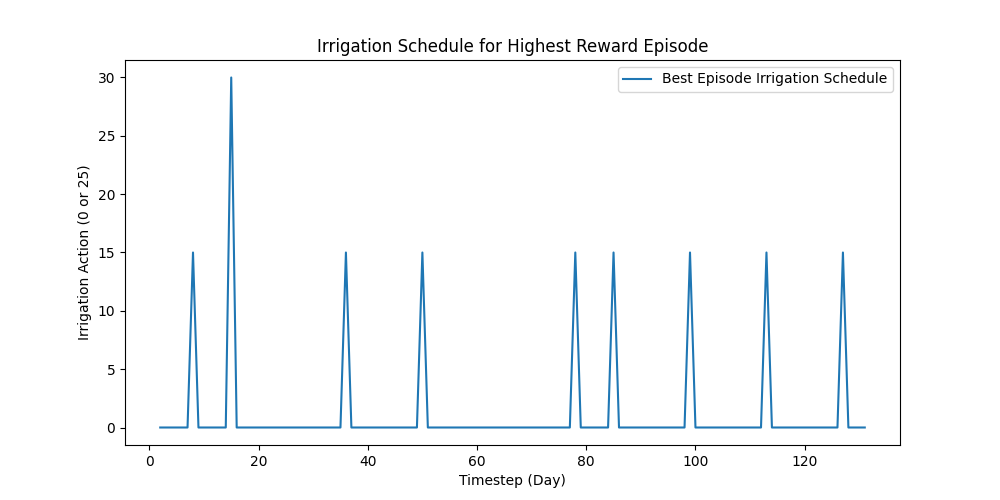 Irrigation Schedule for Highest Reward Episode
Best Episode Irrigation Schedule
Irrigation Action (0 or 25)
30
25
20
15
10
5
0
0 20 40 60 80 100 120
Timestep (Day)